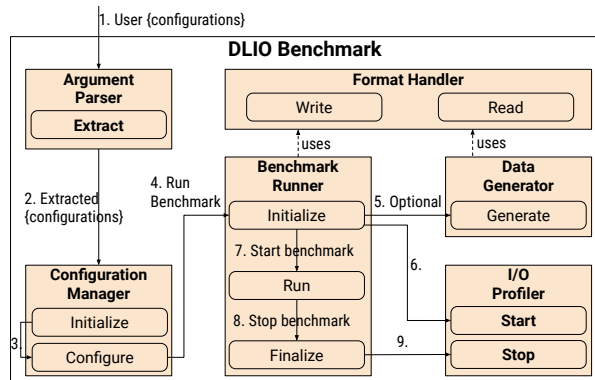 1. User {configurations}
DLIO Benchmark
Argument
Parser
Extract
Format Handler
Write
Read
uses
uses
2. Extracted
{configurations}
4. Run
Benchmark
Benchmark
Runner
Initialize
5. Optional
Data
Generator
Generate
7. Start benchmark
6.
Configuration
Manager
Initialize
3.
Configure
Run
8. Stop benchmark
Finalize
9.
I/O
Profiler
Start
Stop